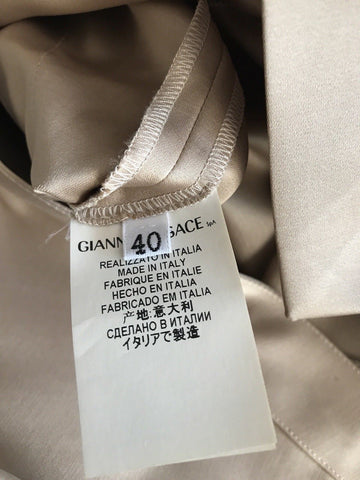 GIANN SACE SpA
40
REALIZZATO IN ITALIA
MADE IN ITALY
FABRIQUE EN ITALIE
HECHO EN ITALIA
FABRICADO EM ITÁLIA
产地:意大利
СДЕЛАНО В ИТАЛИИ
イタリアで製造